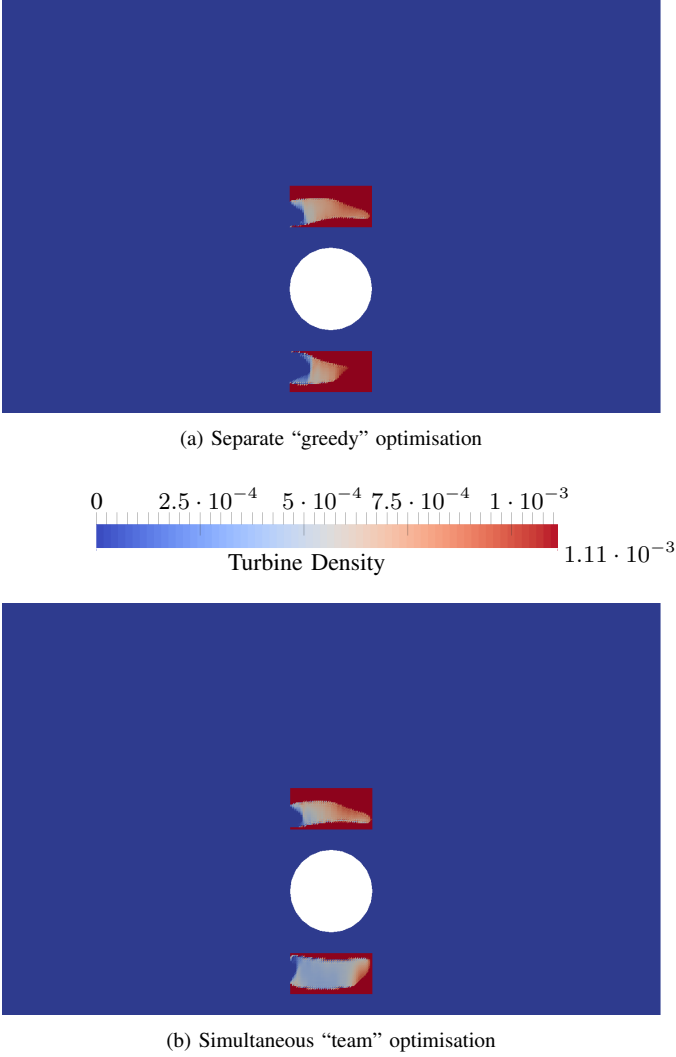 (a) Separate “greedy” optimisation
0 2.5 · 10⁻⁴ 5 · 10⁻⁴ 7.5 · 10⁻⁴ 1 · 10⁻³
1.11 · 10⁻³
Turbine Density
(b) Simultaneous “team” optimisation